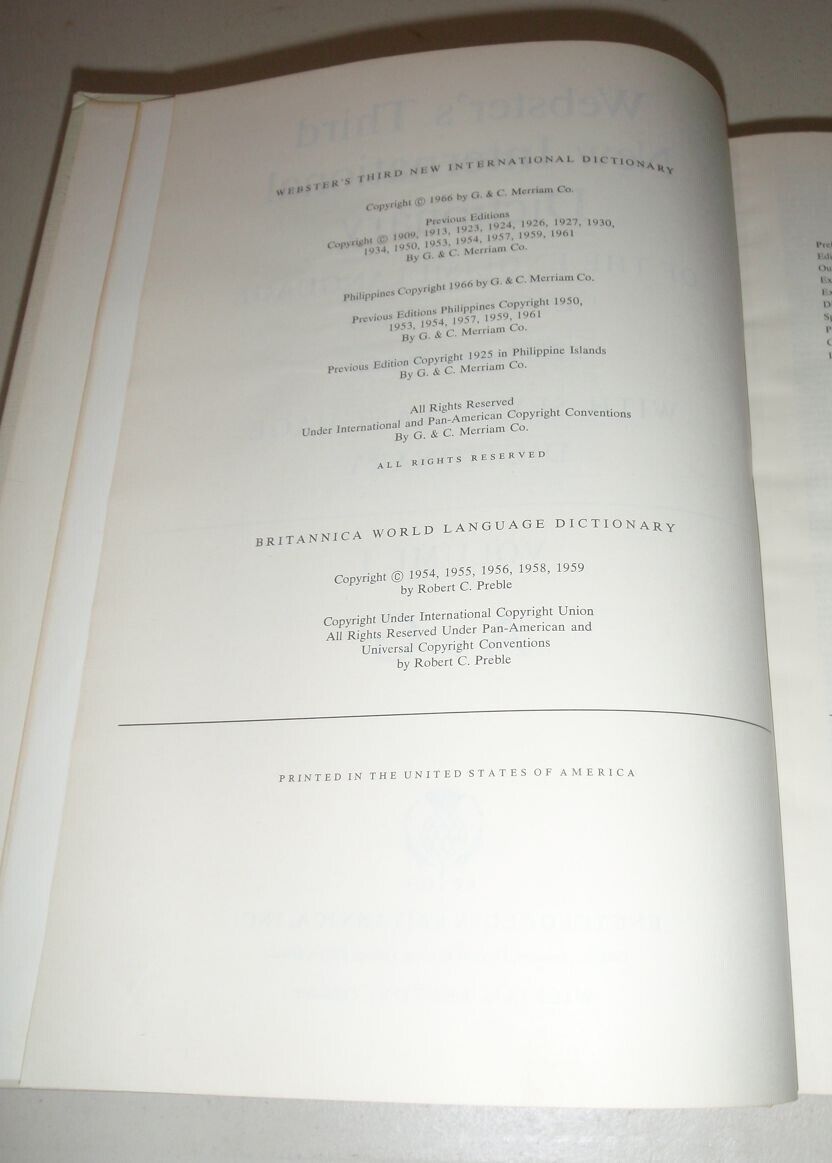 WEBSTER'S THIRD NEW INTERNATIONAL DICTIONARY
Copyright © 1966 by G. & C. Merriam Co.
Previous Editions
Copyright © 1909, 1913, 1923, 1924, 1926, 1927, 1930,
1934, 1950, 1953, 1954, 1957, 1959, 1961
By G. & C. Merriam Co.
Philippines Copyright 1966 by G. & C. Merriam Co.
Previous Editions Philippines Copyright 1950,
1953, 1954, 1957, 1959, 1961
By G. & C. Merriam Co.
Previous Edition Copyright 1925 in Philippine Islands
By G. & C. Merriam Co.
All Rights Reserved
Under International and Pan-American Copyright Conventions
By G. & C. Merriam Co.
ALL RIGHTS RESERVED
BRITANNICA WORLD LANGUAGE DICTIONARY
Copyright © 1954, 1955, 1956, 1958, 1959
by Robert C. Preble
Copyright Under International Copyright Union
All Rights Reserved Under Pan-American and
Universal Copyright Conventions
by Robert C. Preble
PRINTED IN THE UNITED STATES OF AMERICA